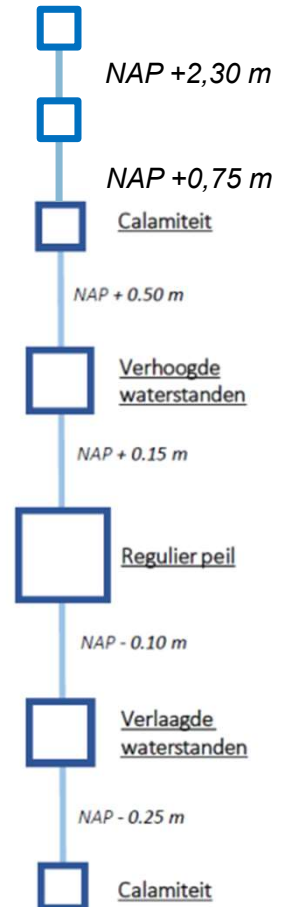 NAP +2,30 m
NAP +0,75 m
Calamiteit
NAP + 0.50 m
Verhoogde
waterstanden
NAP + 0.15 m
Regulier peil
NAP - 0.10 m
Verlaagde
waterstanden
NAP - 0.25 m
Calamiteit